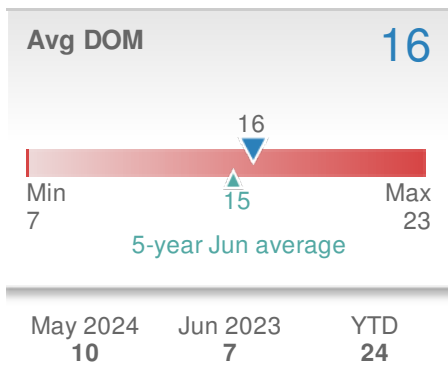 Avg DOM 16
16
Min Max
7 15 23
5-year Jun average
May 2024 Jun 2023 YTD
10 7 24